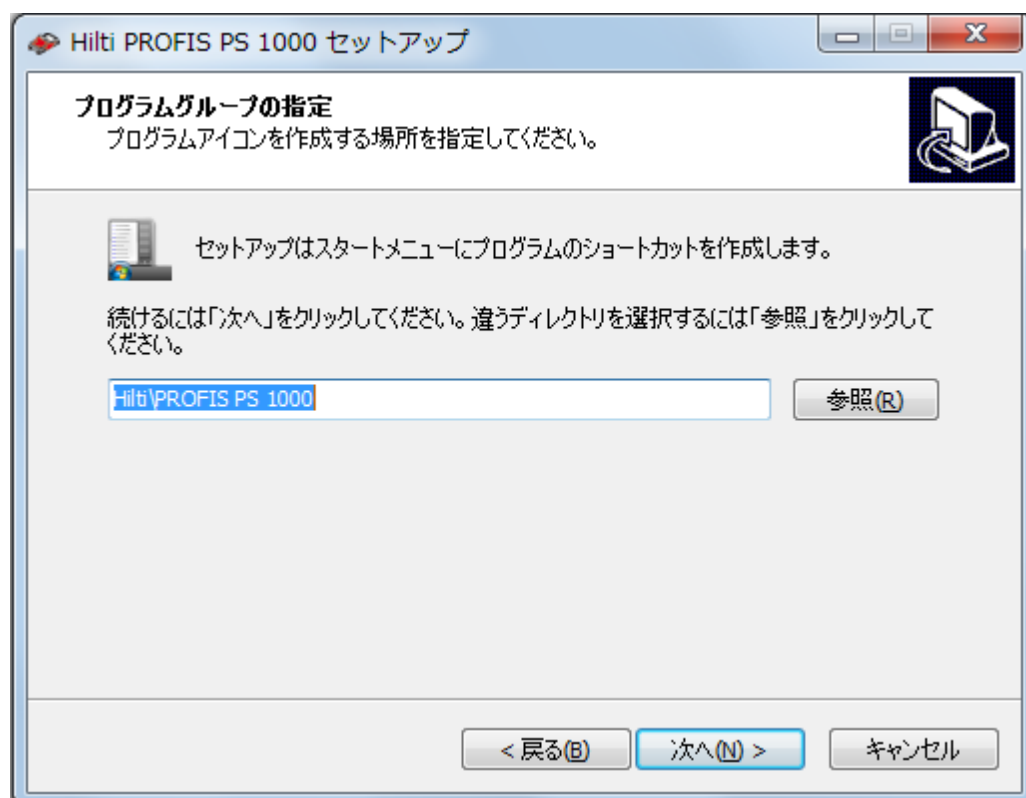 Hilti PROFIS PS 1000 セットアップ
プログラムグループの指定
プログラムアイコンを作成する場所を指定してください。
セットアップはスタートメニューにプログラムのショートカットを作成します。
続けるには「次へ」をクリックしてください。違うディレクトリを選択するには「参照」をクリックして
ください。
Hilti\PROFIS PS 1000
参照(R)
< 戻る(B)
次へ(N) >
キャンセル